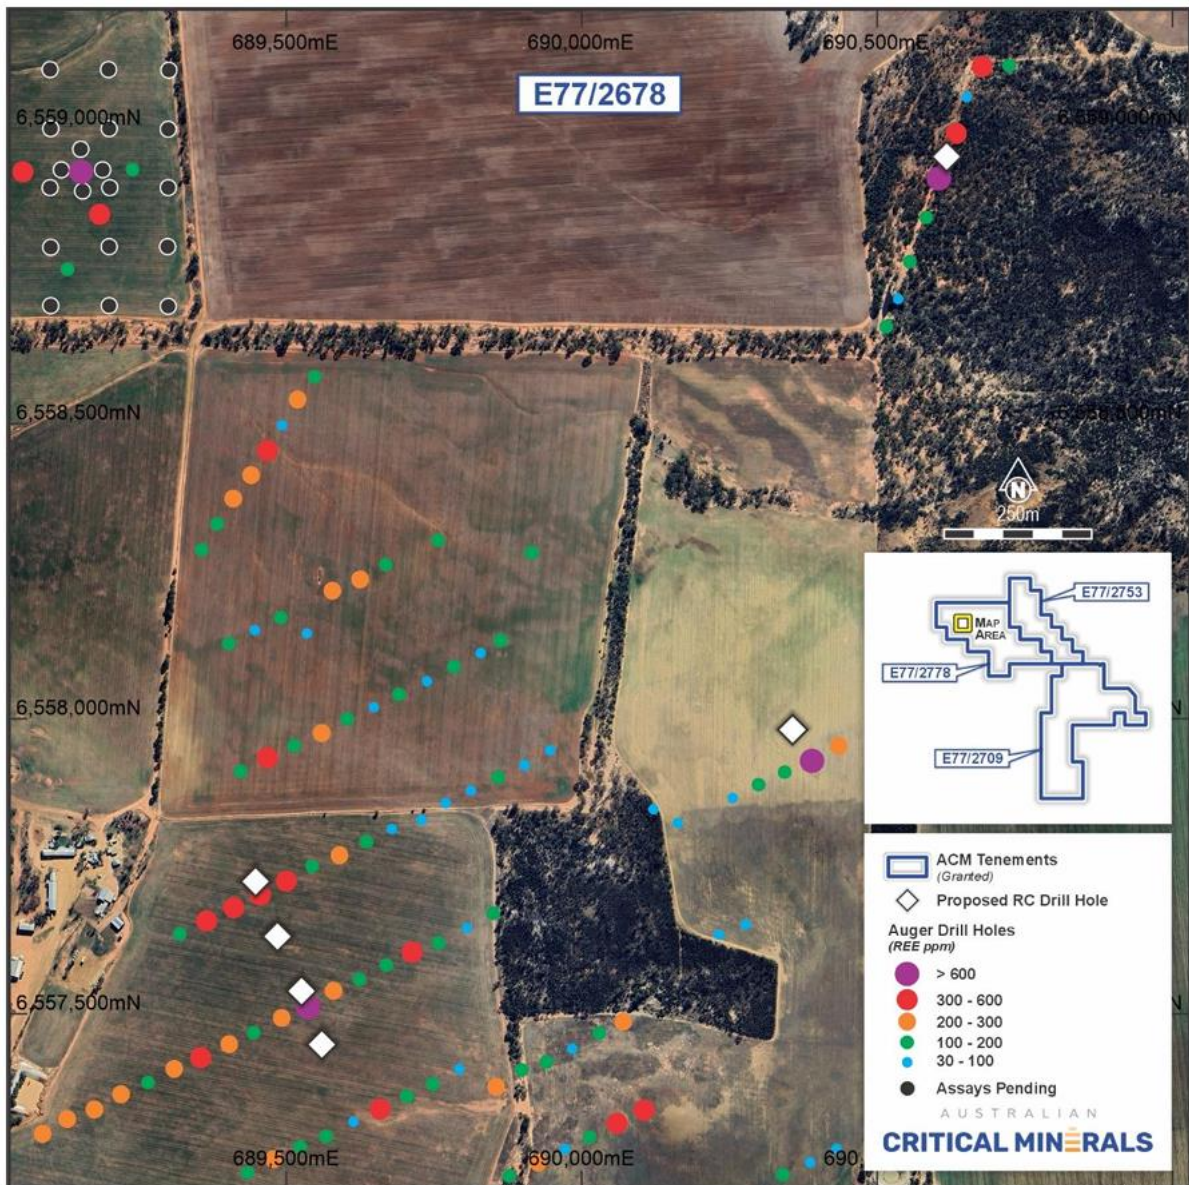 689,500mE
690,000mE
690,500mE
E77/2678
6,559,000mN
6,559,000mN
6,558,500mN
6,558,500mN
N
250m
E77/2753
MAP
AREA
E77/2778
6,558,000mN
N
E77/2709
ACM Tenements
(Granted)
Proposed RC Drill Hole
Auger Drill Holes
(REE ppm)
> 600
6,557,500mN
N
300 - 600
200 - 300
100 - 200
30 - 100
Assays Pending
AUSTRALIAN
CRITICAL MINERALS
689,500mE
690,000mE
690,